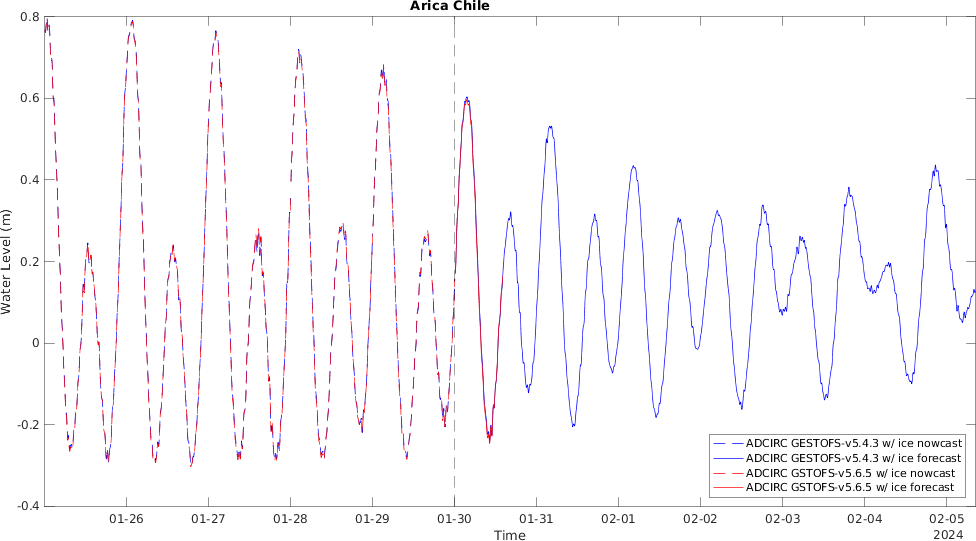 Arica Chile
Water Level (m)
0.8
0.6
0.4
0.2
0
-0.2
-0.4
01-26 01-27 01-28 01-29 01-30 01-31 02-01 02-02 02-03 02-04 02-05
2024
Time
ADCIRC GESTOFS-v5.4.3 w/ ice nowcast
ADCIRC GESTOFS-v5.4.3 w/ ice forecast
ADCIRC GSTOFS-v5.6.5 w/ ice nowcast
ADCIRC GSTOFS-v5.6.5 w/ ice forecast